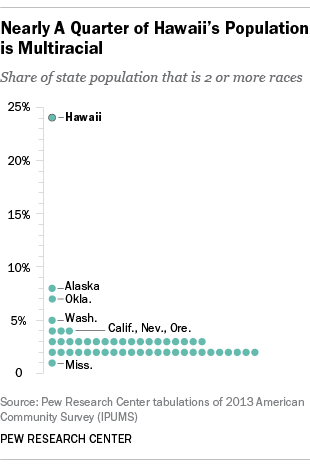 Nearly A Quarter of Hawaii's Population
is Multiracial
Share of state population that is 2 or more races
25%
Hawaii
20%
15%
10%
Alaska
Okla.
5%
Wash.
Calif., Nev., Ore.
Miss.
0
Source: Pew Research Center tabulations of 2013 American
Community Survey (IPUMS)
PEW RESEARCH CENTER